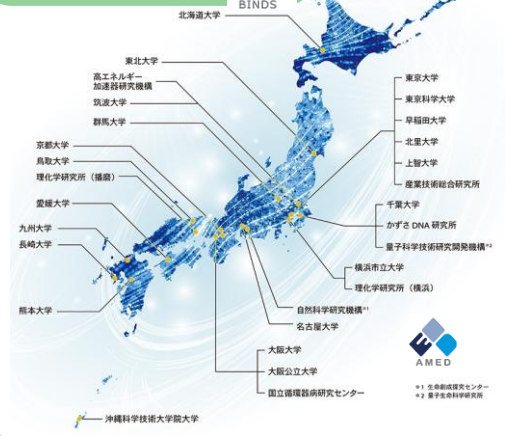 BINDS
北海道大学
東北大学
高エネルギー
加速器研究機構
筑波大学
群馬大学
京都大学
鳥取大学
理化学研究所（播磨）
愛媛大学
九州大学
長崎大学
熊本大学
東京大学
東京科学大学
早稲田大学
北里大学
上智大学
産業技術総合研究所
千葉大学
かずさ DNA 研究所
量子科学技術研究開発機構*2
横浜市立大学
理化学研究所（横浜）
自然科学研究機構*1
名古屋大学
大阪大学
大阪公立大学
国立循環器病研究センター
沖縄科学技術大学院大学
AMED
*1 生命創成探究センター
*2 量子生命科学研究所